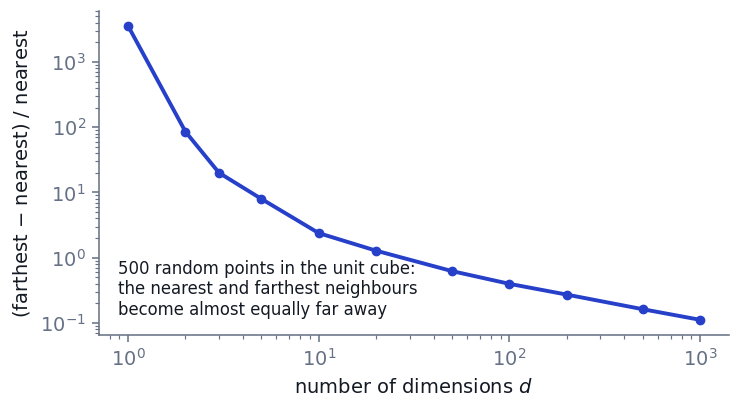 (farthest − nearest) / nearest
10³
10²
10¹
10⁰
10⁻¹
500 random points in the unit cube:
the nearest and farthest neighbours
become almost equally far away
10⁰ 10¹ 10² 10³
number of dimensions d